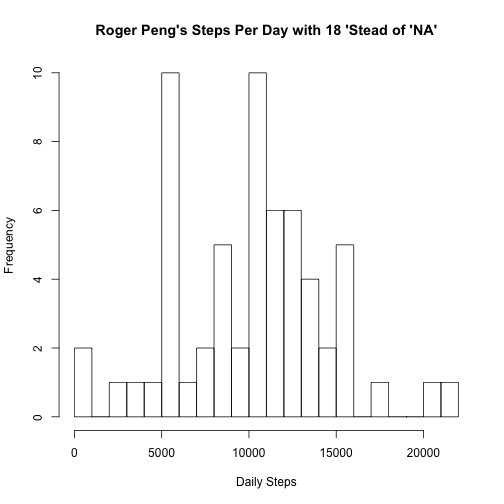 Roger Peng's Steps Per Day with 18 'Stead of 'NA'
Frequency
10
8
6
4
2
0
0 5000 10000 15000 20000
Daily Steps